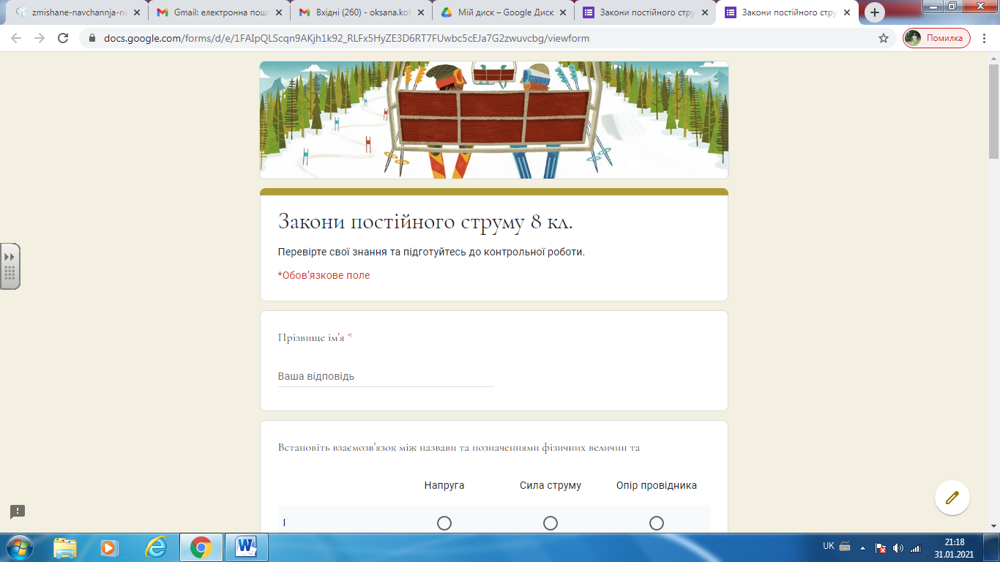 zmishane-navchannja-na
Gmail: електронна пошт
Вхідні (260) - oksana.kob
Мій диск – Google Диск
Закони постійного стру
Закони постійного стру
docs.google.com/forms/d/e/1FAIpQLScqn9AKjh1k92_RLFx5HyZE3D6RT7FUwbc5cEJa7G2zwuvcbg/viewform
Помилка
Закони постійного струму 8 кл.
Перевірте свої знання та підготуйтесь до контрольної роботи.
*Обов’язкове поле
Прізвище ім'я *
Ваша відповідь
Встановіть взаємозв'язок між назвави та позначеннями фізичних величин та
Напруга Сила струму Опір провідника
I
UK
21:18
31.01.2021